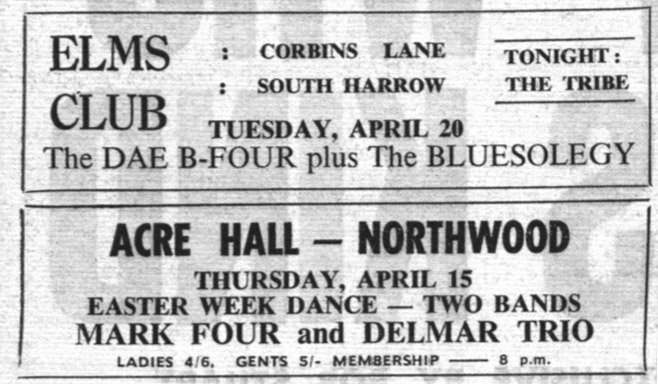 ELMS : CORBINS LANE TONIGHT :
CLUB : SOUTH HARROW THE TRIBE
TUESDAY, APRIL 20
The DAE B-FOUR plus The BLUESOLEGY
ACRE HALL — NORTHWOOD
THURSDAY, APRIL 15
EASTER WEEK DANCE — TWO BANDS
MARK FOUR and DELMAR TRIO
LADIES 4/6, GENTS 5/- MEMBERSHIP —— 8 p.m.